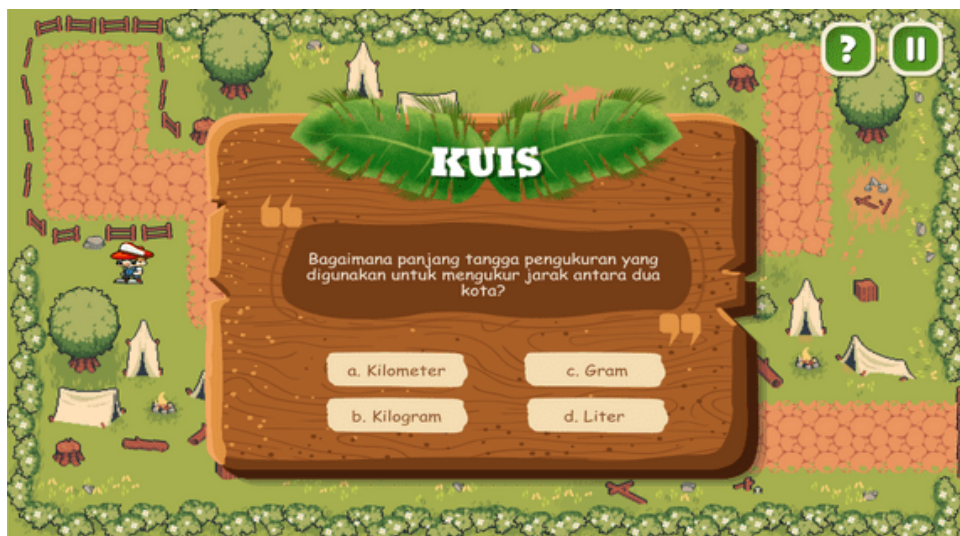 KUIS
Bagaimana panjang tangga pengukuran yang
digunakan untuk mengukur jarak antara dua
kota?
a. Kilometer
c. Gram
b. Kilogram
d. Liter